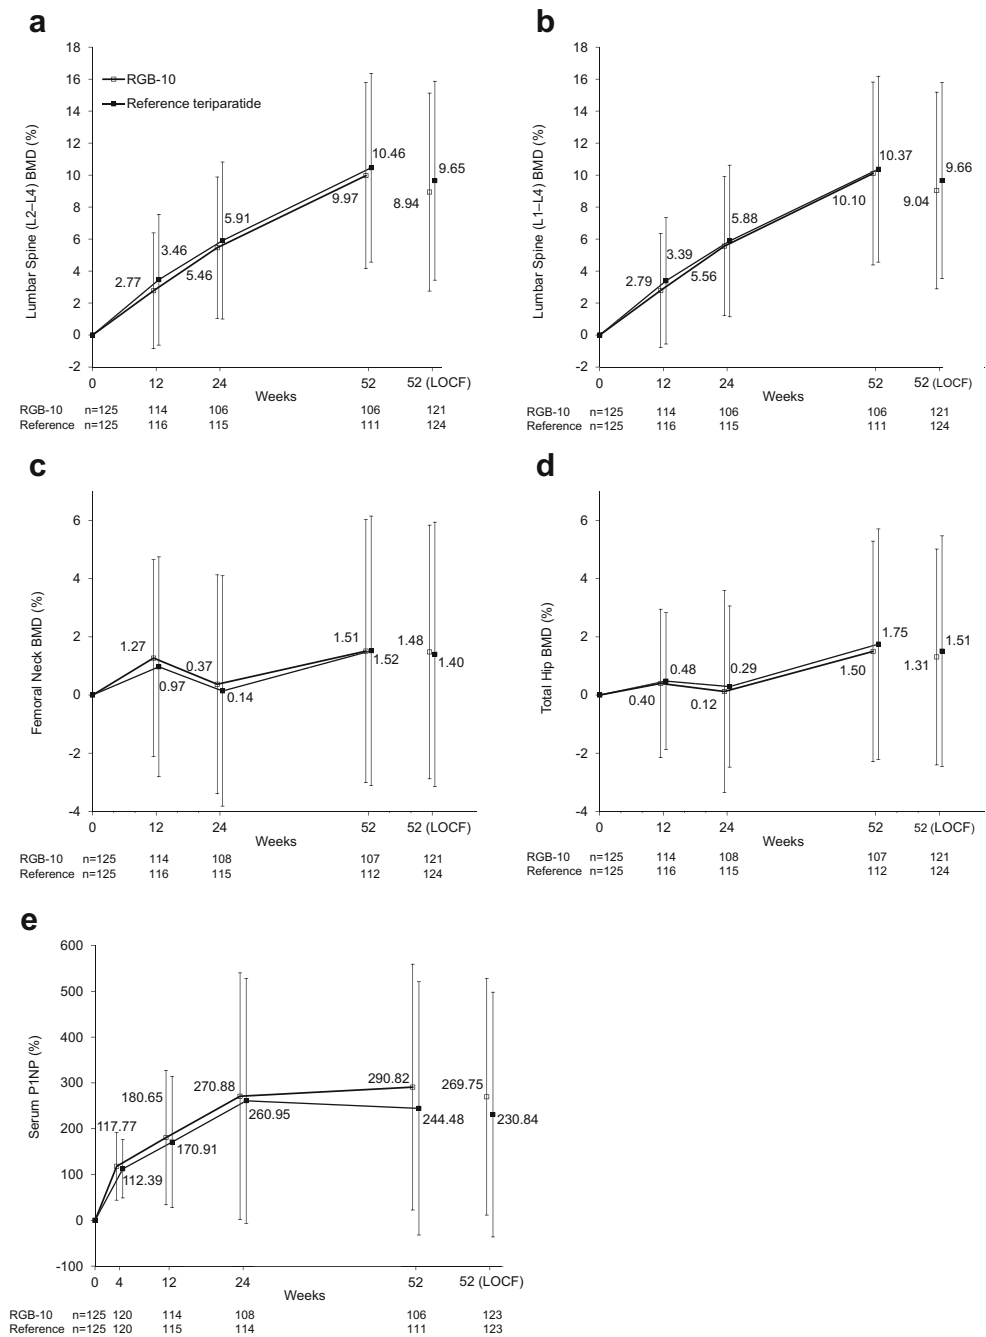 a
Lumbar Spine (L2–L4) BMD (%)
18
16
14
12
10
8
6
4
2
0
-2
RGB-10
Reference teriparatide
2.77
3.46
5.46
5.91
9.97
10.46
8.94
9.65
0 12 24 52 52 (LOCF)
Weeks
RGB-10 n=125 114 106 106 121
Reference n=125 116 115 111 124
b
Lumbar Spine (L1–L4) BMD (%)
18
16
14
12
10
8
6
4
2
0
-2
2.79
3.39
5.56
5.88
10.10
10.37
9.04
9.66
0 12 24 52 52 (LOCF)
Weeks
RGB-10 n=125 114 106 106 121
Reference n=125 116 115 111 124
c
Femoral Neck BMD (%)
6
4
2
0
-2
-4
1.27
0.97
0.37
0.14
1.51
1.52
1.48
1.40
0 12 24 52 52 (LOCF)
Weeks
RGB-10 n=125 114 108 107 121
Reference n=125 116 115 112 124
d
Total Hip BMD (%)
6
4
2
0
-2
-4
0.40
0.48
0.12
0.29
1.50
1.75
1.31
1.51
0 12 24 52 52 (LOCF)
Weeks
RGB-10 n=125 114 108 107 121
Reference n=125 116 115 112 124
e
Serum P1NP (%)
600
500
400
300
200
100
0
-100
117.77
112.39
180.65
170.91
270.88
260.95
290.82
244.48
269.75
230.84
0 4 12 24 52 52 (LOCF)
Weeks
RGB-10 n=125 120 114 108 106 123
Reference n=125 120 115 114 111 123